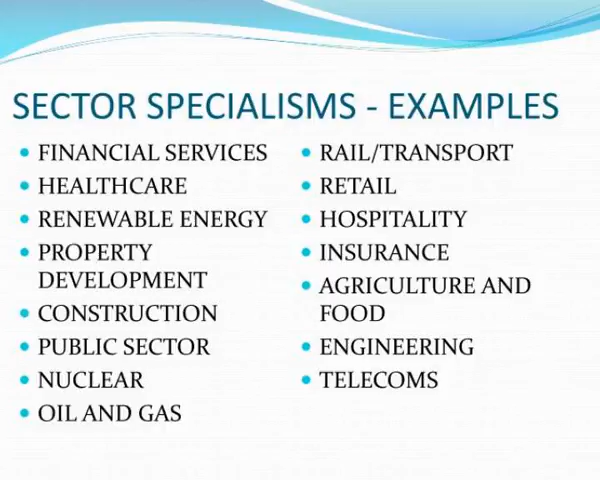 SECTOR SPECIALISMS - EXAMPLES
• FINANCIAL SERVICES
• HEALTHCARE
• RENEWABLE ENERGY
• PROPERTY
DEVELOPMENT
• CONSTRUCTION
• PUBLIC SECTOR
• NUCLEAR
• OIL AND GAS
• RAIL/TRANSPORT
• RETAIL
• HOSPITALITY
• INSURANCE
• AGRICULTURE AND
FOOD
• ENGINEERING
• TELECOMS